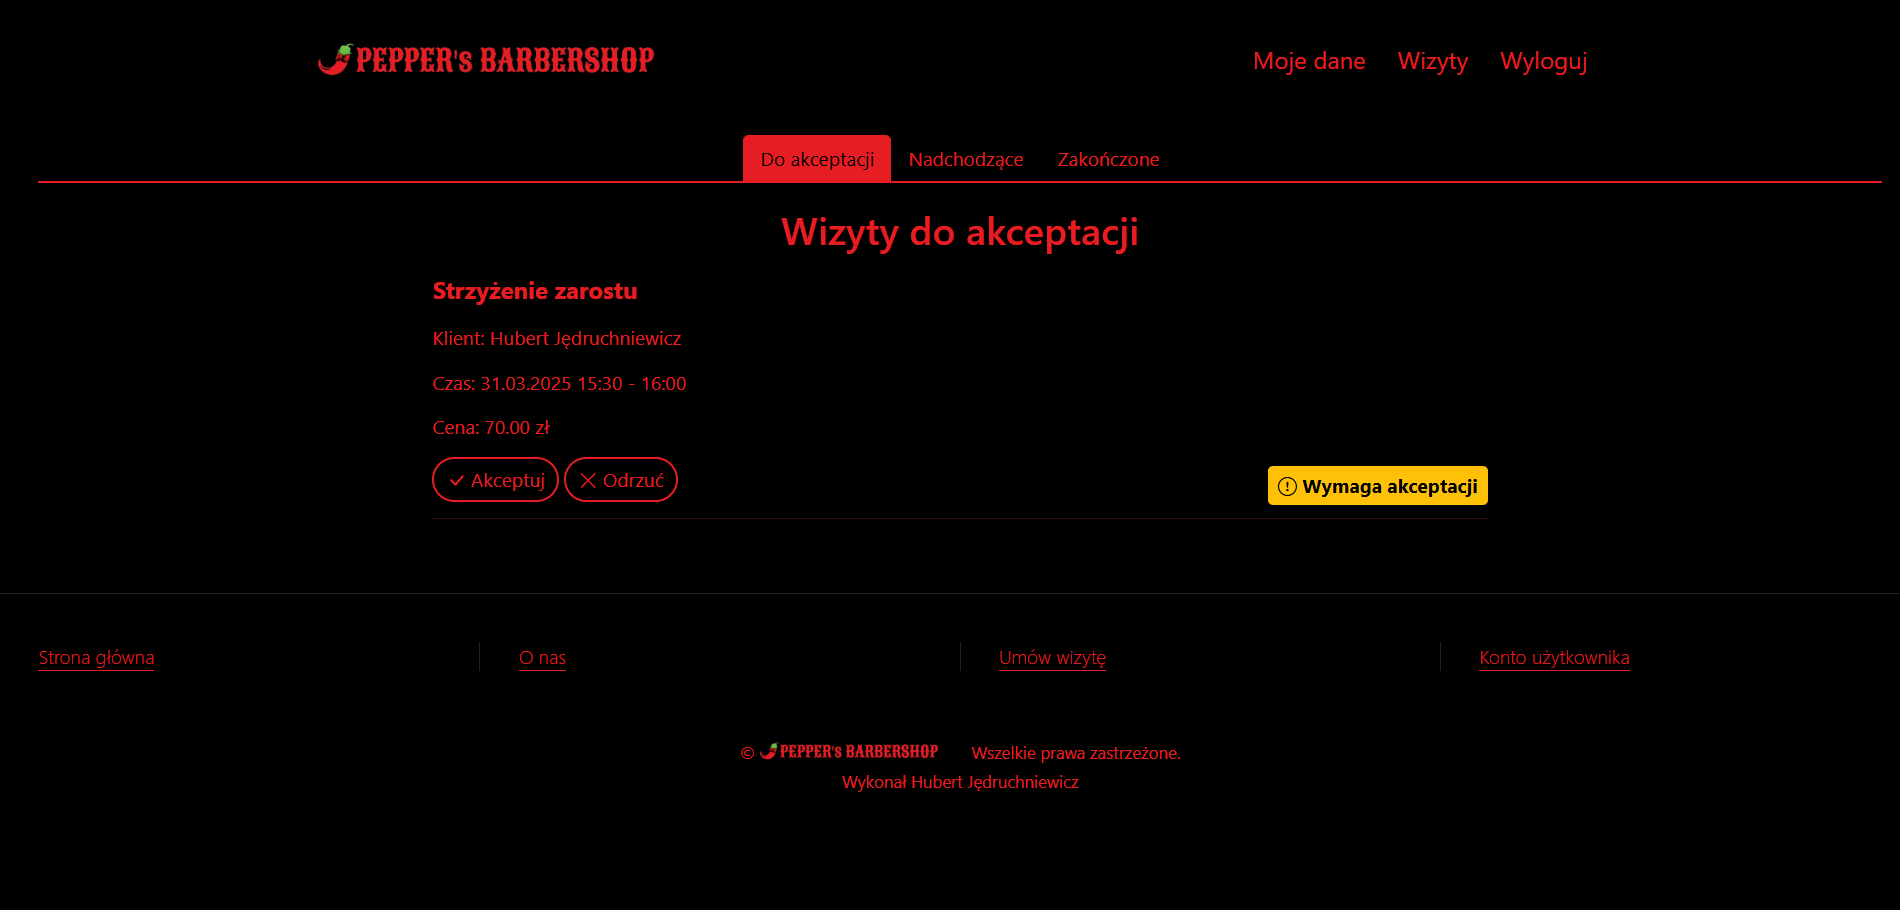 PEPPER's BARBERSHOP
Moje dane Wizyty Wyloguj
Do akceptacji Nadchodzące Zakończone
Wizyty do akceptacji
Strzyżenie zarostu
Klient: Hubert Jędruchniewicz
Czas: 31.03.2025 15:30 - 16:00
Cena: 70.00 zł
Akceptuj Odrzuć
Wymaga akceptacji
Strona główna O nas Umów wizytę Konto użytkownika
© PEPPER's BARBERSHOP Wszelkie prawa zastrzeżone.
Wykonał Hubert Jędruchniewicz